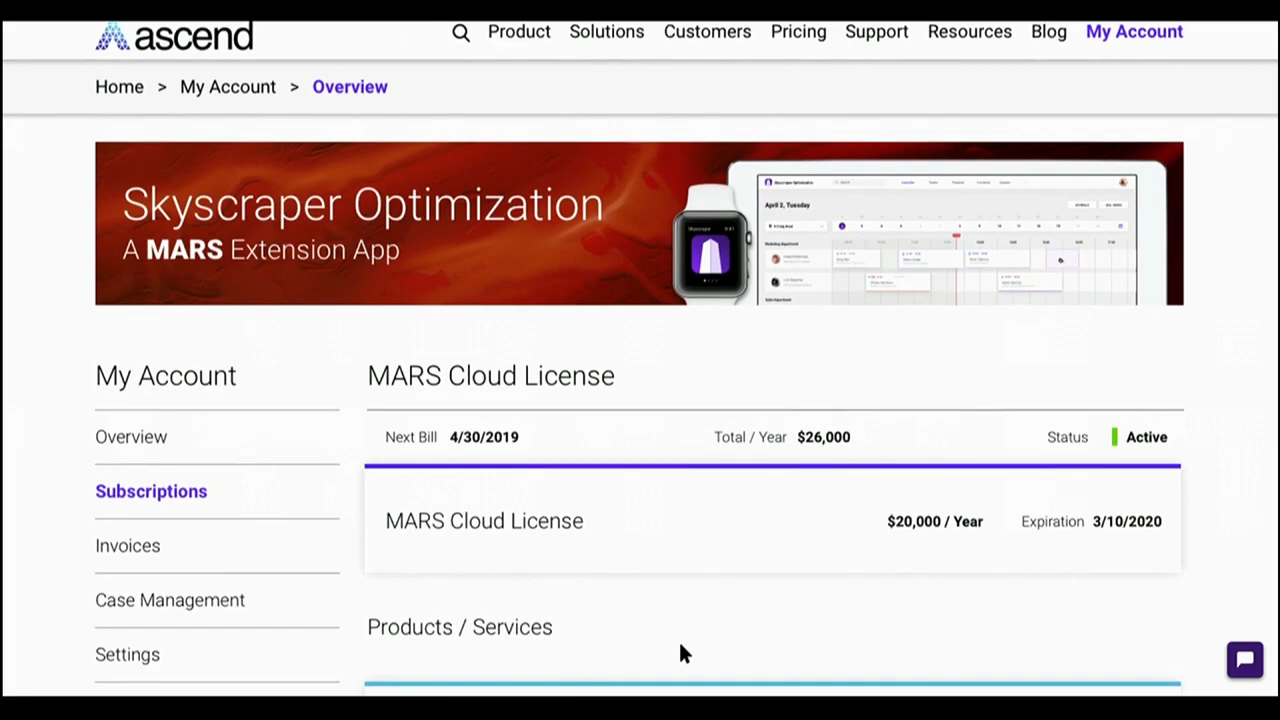 ascend
Product Solutions Customers Pricing Support Resources Blog My Account
Home > My Account > Overview
Skyscraper Optimization
A MARS Extension App
April 2, Tuesday
My Account
Overview
Subscriptions
Invoices
Case Management
Settings
MARS Cloud License
Next Bill 4/30/2019 Total / Year $26,000 Status Active
MARS Cloud License $20,000 / Year Expiration 3/10/2020
Products / Services